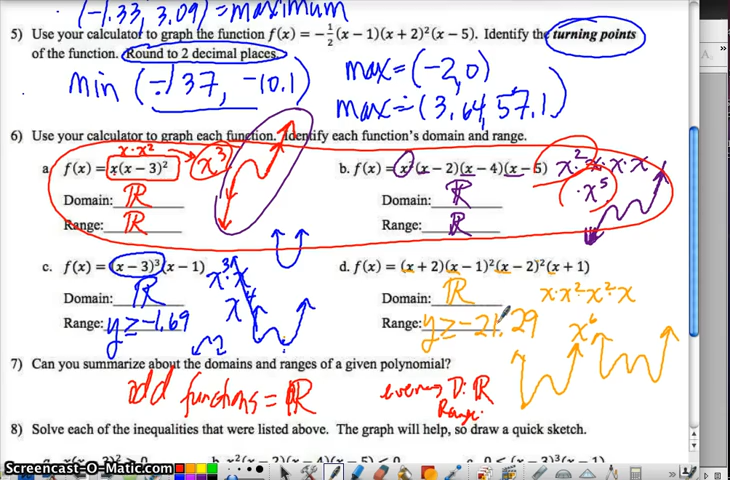 (-1.33, 3.09) = maximum
5) Use your calculator to graph the function f(x) = −1/2(x − 1)(x + 2)²(x − 5). Identify the turning points
of the function. Round to 2 decimal places.
min (-.137, -10.1)
max = (-2,0)
max = (3.64, 57.1)
6) Use your calculator to graph each function. Identify each function's domain and range.
x · x²
a. f(x) = x(x − 3)² x³
b. f(x) = x²(x − 2)(x − 4)(x − 5) x² · x · x · x
x⁵
Domain: ℝ
Domain: ℝ
Range: ℝ
Range: ℝ
c. f(x) = (x − 3)³(x − 1)
d. f(x) = (x + 2)(x − 1)²(x − 2)²(x + 1)
x³ · x
Domain: ℝ
x⁴
Domain: ℝ
x · x² · x² · x
Range: y ≥ -1.69
Range: y ≥ -21.29
x⁶
7) Can you summarize about the domains and ranges of a given polynomial?
odd functions = ℝ
even D: ℝ
Range:
8) Solve each of the inequalities that were listed above. The graph will help, so draw a quick sketch.
Screencast-O-Matic.com